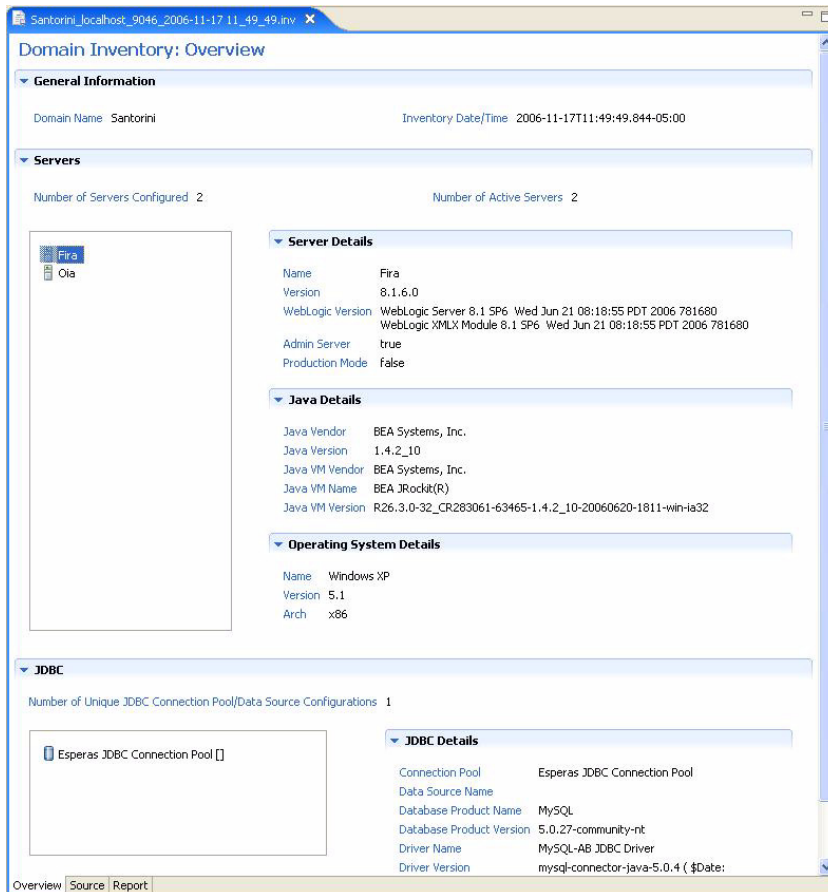 Santorini_localhost_9046_2006-11-17 11_49_49.inv
Domain Inventory: Overview
General Information
Domain Name Santorini
Inventory Date/Time 2006-11-17T11:49:49.844-05:00
Servers
Number of Servers Configured 2
Number of Active Servers 2
Fira
Oia
Server Details
Name Fira
Version 8.1.6.0
WebLogic Version WebLogic Server 8.1 SP6 Wed Jun 21 08:18:55 PDT 2006 781680
WebLogic XMLX Module 8.1 SP6 Wed Jun 21 08:18:55 PDT 2006 781680
Admin Server true
Production Mode false
Java Details
Java Vendor BEA Systems, Inc.
Java Version 1.4.2_10
Java VM Vendor BEA Systems, Inc.
Java VM Name BEA JRockit(R)
Java VM Version R26.3.0-32_CR283061-63465-1.4.2_10-20060620-1811-win-ia32
Operating System Details
Name Windows XP
Version 5.1
Arch x86
JDBC
Number of Unique JDBC Connection Pool/Data Source Configurations 1
Esperas JDBC Connection Pool []
JDBC Details
Connection Pool Esperas JDBC Connection Pool
Data Source Name
Database Product Name MySQL
Database Product Version 5.0.27-community-nt
Driver Name MySQL-AB JDBC Driver
Driver Version mysql-connector-java-5.0.4 ( $Date:
Overview Source Report